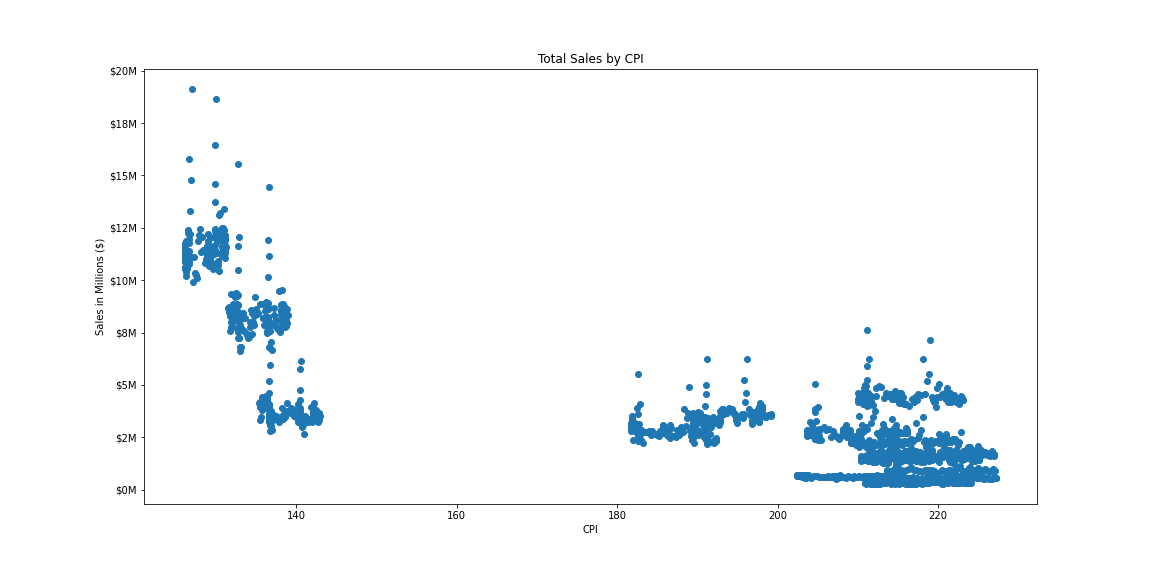 Total Sales by CPI
$20M
$18M
$15M
$12M
$10M
$8M
$5M
$2M
$0M
Sales in Millions ($)
140
160
180
200
220
CPI